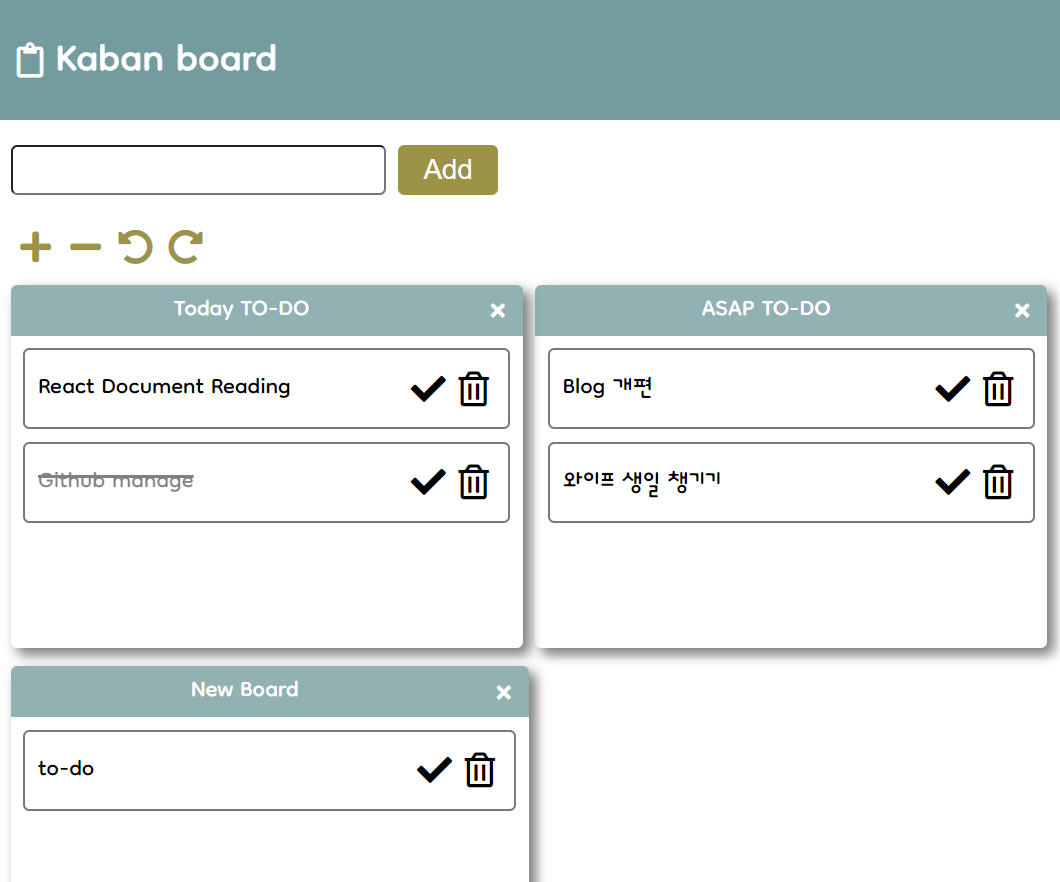 Kaban board
Add
Today TO-DO
React Document Reading
Github manage
ASAP TO-DO
Blog 개편
와이프 생일 챙기기
New Board
to-do